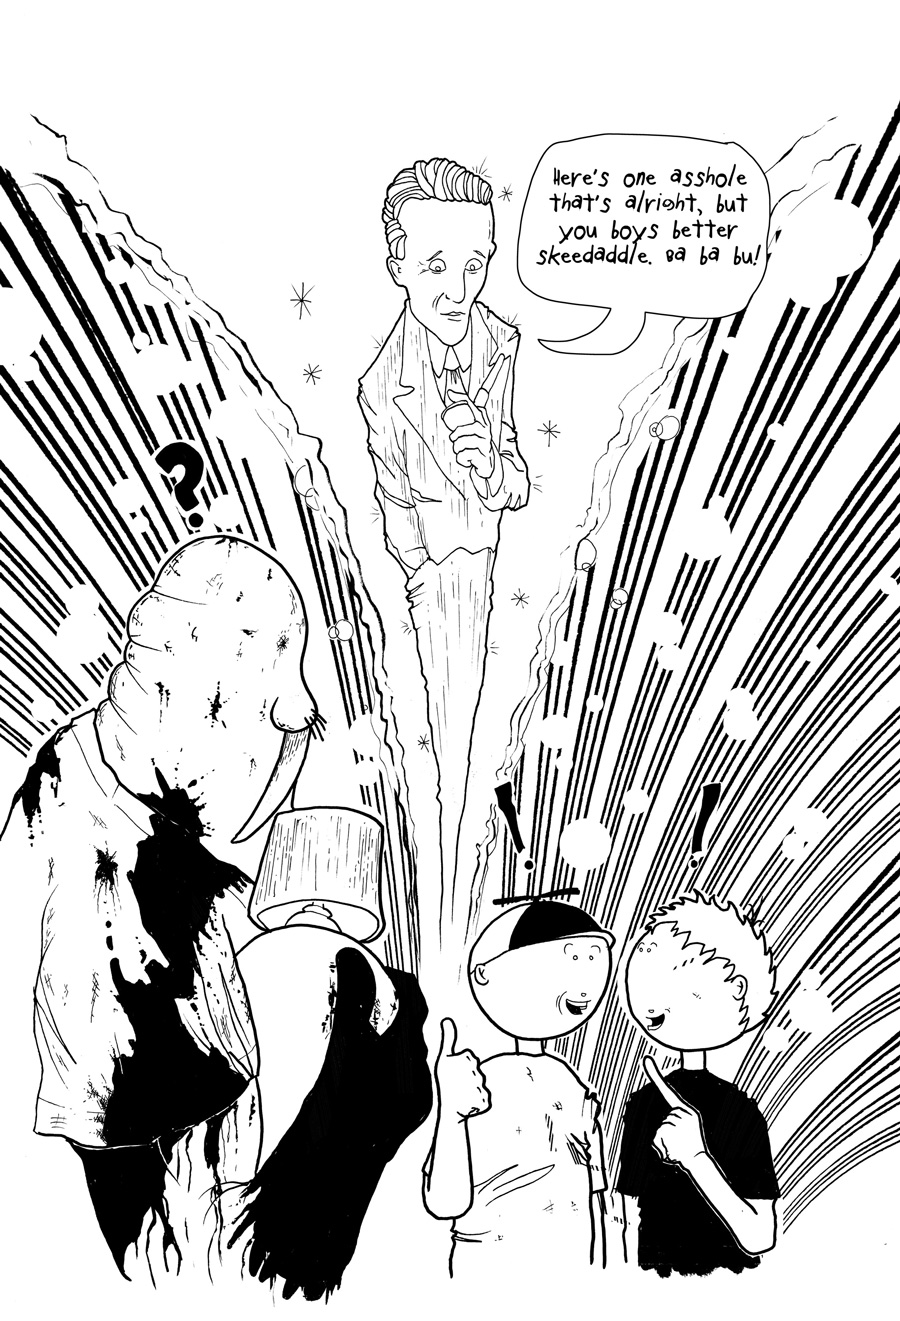 Here's one asshole
that's alright, but
you boys better
skeedaddle. Ba ba bu!
?
!
!